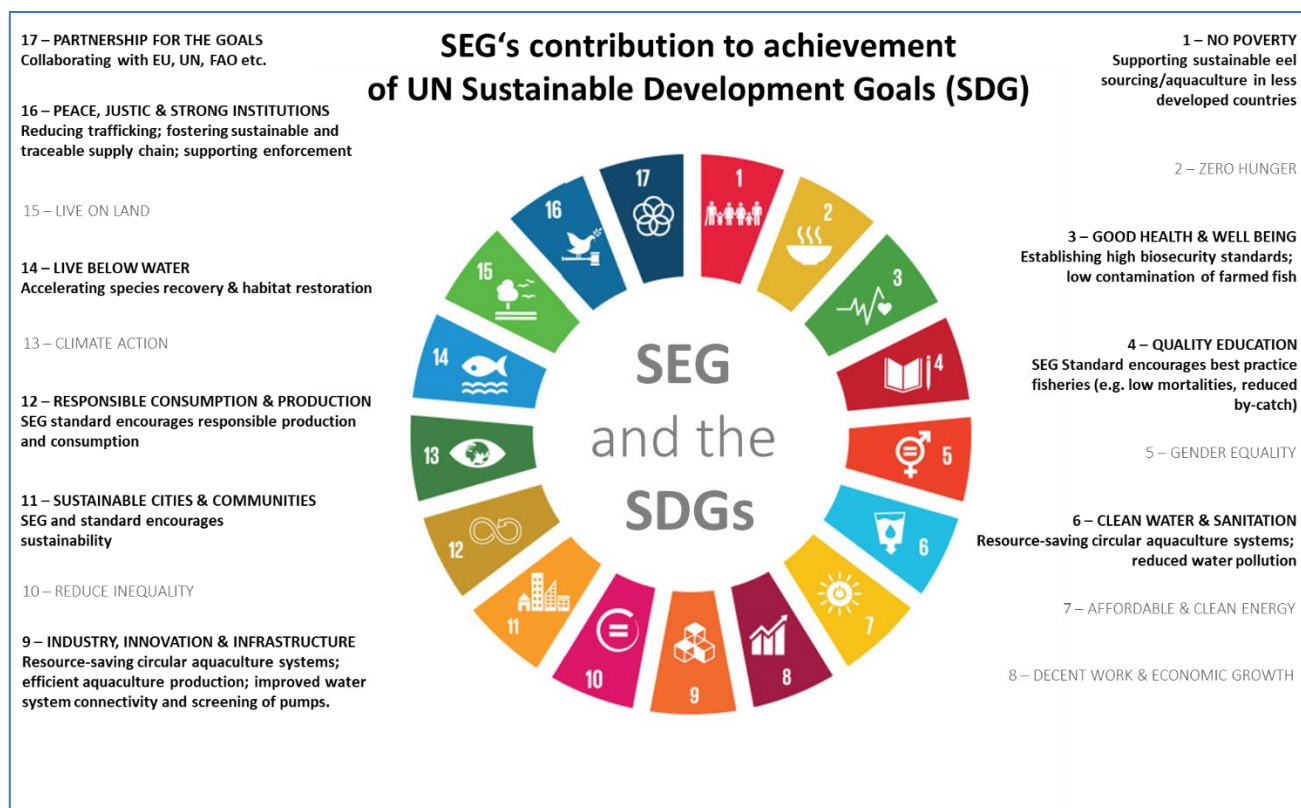 SEG‘s contribution to achievement
of UN Sustainable Development Goals (SDG)
17 – PARTNERSHIP FOR THE GOALS
Collaborating with EU, UN, FAO etc.
16 – PEACE, JUSTIC & STRONG INSTITUTIONS
Reducing trafficking; fostering sustainable and
traceable supply chain; supporting enforcement
15 – LIVE ON LAND
14 – LIVE BELOW WATER
Accelerating species recovery & habitat restoration
13 – CLIMATE ACTION
12 – RESPONSIBLE CONSUMPTION & PRODUCTION
SEG standard encourages responsible production
and consumption
11 – SUSTAINABLE CITIES & COMMUNITIES
SEG and standard encourages
sustainability
10 – REDUCE INEQUALITY
9 – INDUSTRY, INNOVATION & INFRASTRUCTURE
Resource-saving circular aquaculture systems;
efficient aquaculture production; improved water
system connectivity and screening of pumps.
1
2
3
4
5
6
7
8
9
10
11
12
13
14
15
16
17
SEG
and the
SDGs
1 – NO POVERTY
Supporting sustainable eel
sourcing/aquaculture in less
developed countries
2 – ZERO HUNGER
3 – GOOD HEALTH & WELL BEING
Establishing high biosecurity standards;
low contamination of farmed fish
4 – QUALITY EDUCATION
SEG Standard encourages best practice
fisheries (e.g. low mortalities, reduced
by-catch)
5 – GENDER EQUALITY
6 – CLEAN WATER & SANITATION
Resource-saving circular aquaculture systems;
reduced water pollution
7 – AFFORDABLE & CLEAN ENERGY
8 – DECENT WORK & ECONOMIC GROWTH